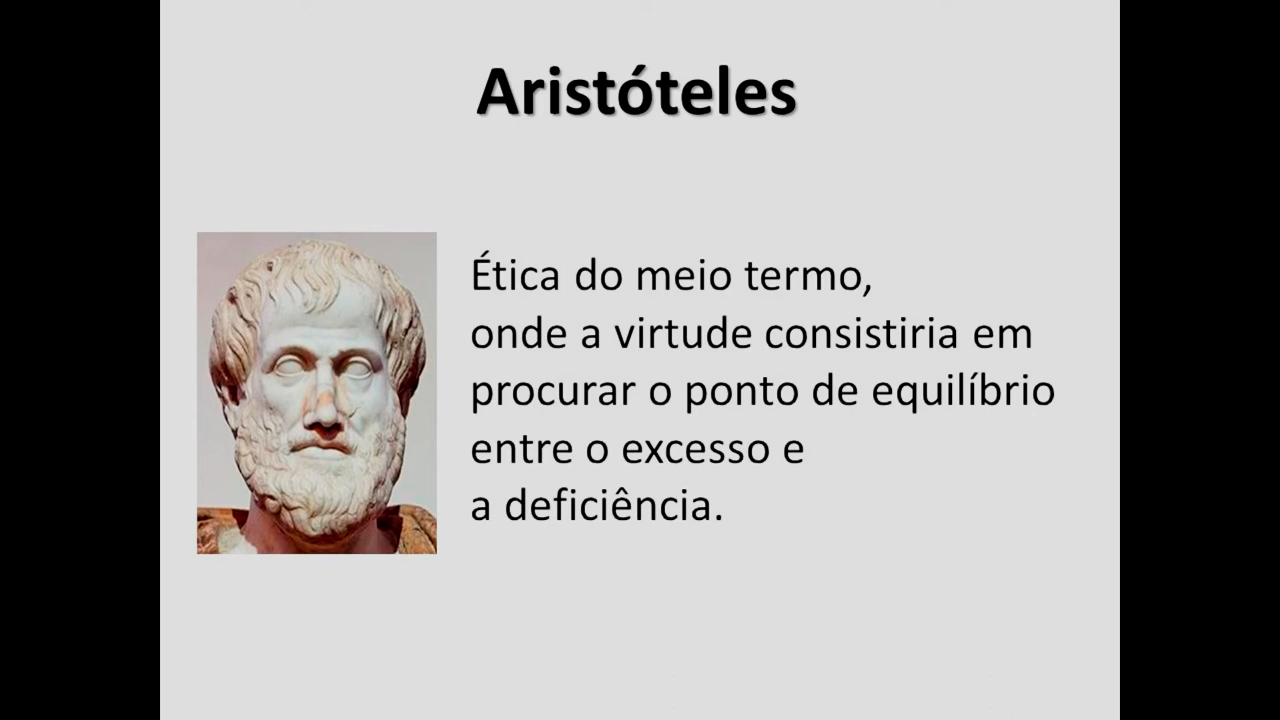 Aristóteles
Ética do meio termo,
onde a virtude consistiria em
procurar o ponto de equilíbrio
entre o excesso e
a deficiência.